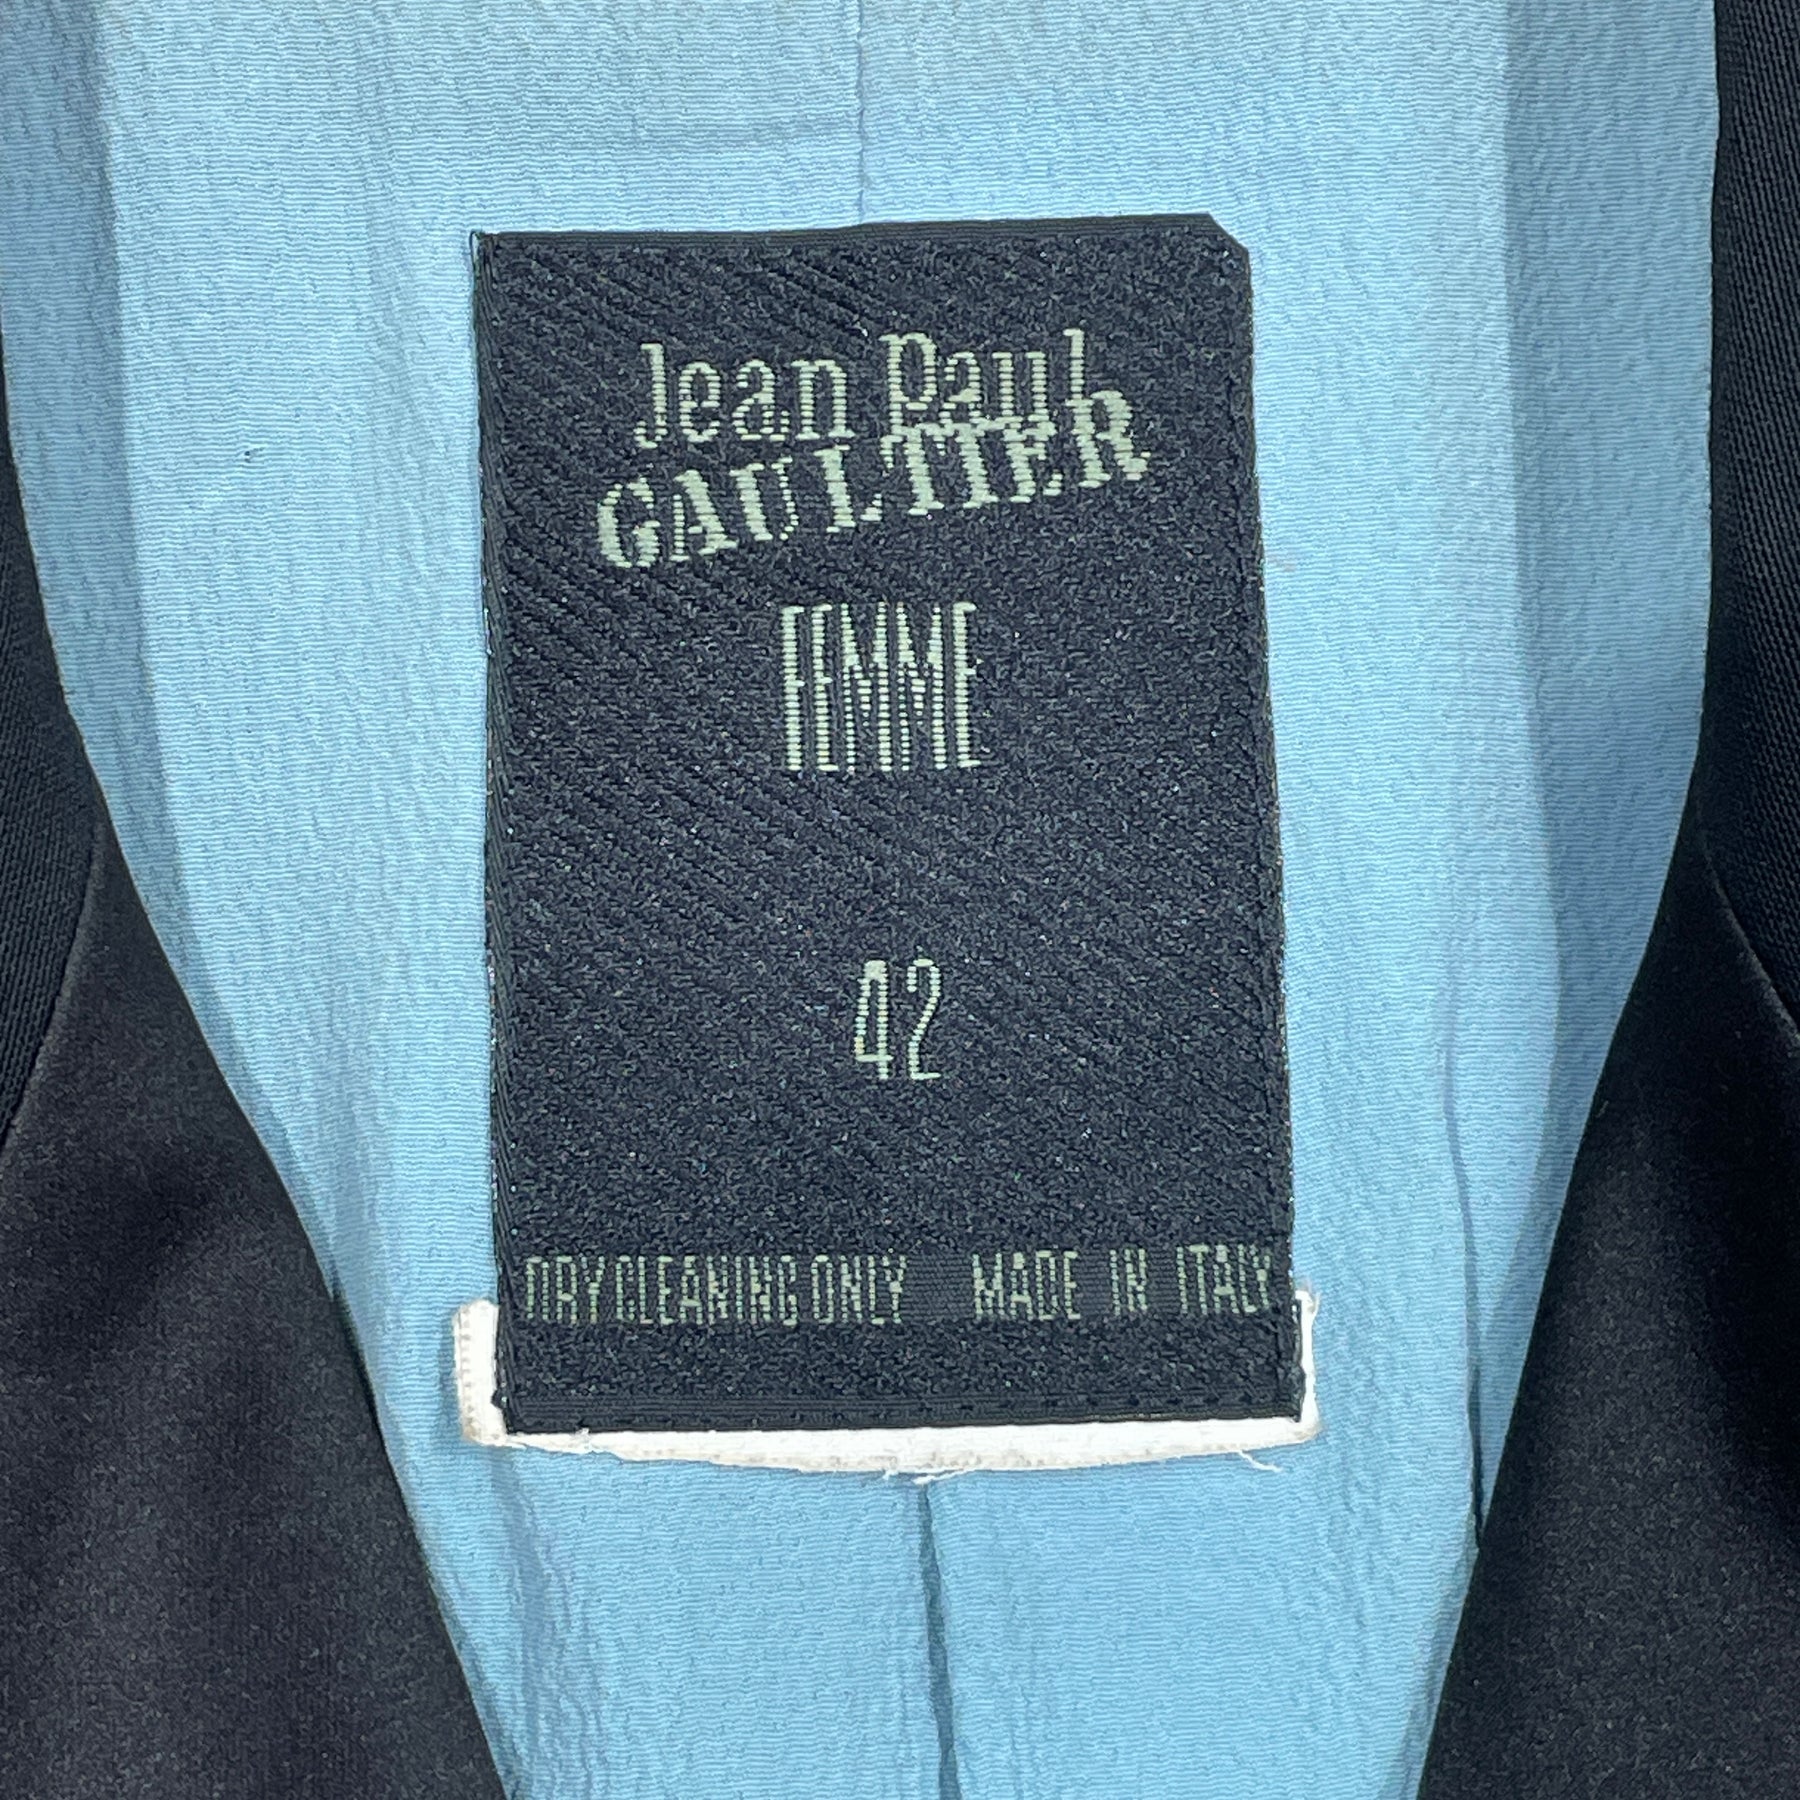 Jean Paul
GAULTIER
FEMME
42
DRY CLEANING ONLY MADE IN ITALY